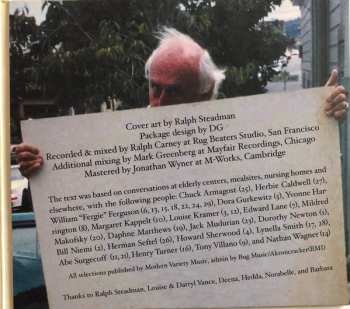 Cover art by Ralph Steadman
Package design by DG
Recorded & mixed by Ralph Carney at Rug Beaters Studio, San Francisco
Additional mixing by Mark Greenberg at Mayfair Recordings, Chicago
Mastered by Jonathan Wyner at M-Works, Cambridge
The text was based on conversations at elderly centers, mealsites, nursing homes and
elsewhere, with the following people: Chuck Armagost (25), Herbie Caldwell (27),
William "Fergie" Ferguson (6, 13, 15, 18, 22, 24, 29), Dora Gurkewitz (5), Yvonne Har-
rington (8), Margaret Kappelt (10), Louise Kramer (3, 12), Edward Lane (7), Mildred
Makofsky (20), Daphne Matthews (19), Jack Mudurian (23), Dorothy Newton (1),
Bill Niemi (2), Herman Seftel (26), Howard Sherwood (4), Lynella Smith (17, 28),
Abe Surgecoff (11, 21), Henry Turner (16), Tony Villano (9), and Nathan Wagner (14)
All selections published by Modern Variety Music, admin by Bug Music/Akroncracker(BMI)
Thanks to Ralph Steadman, Louise & Darryl Vance, Deena, Hedda, Norabelle, and Barbara